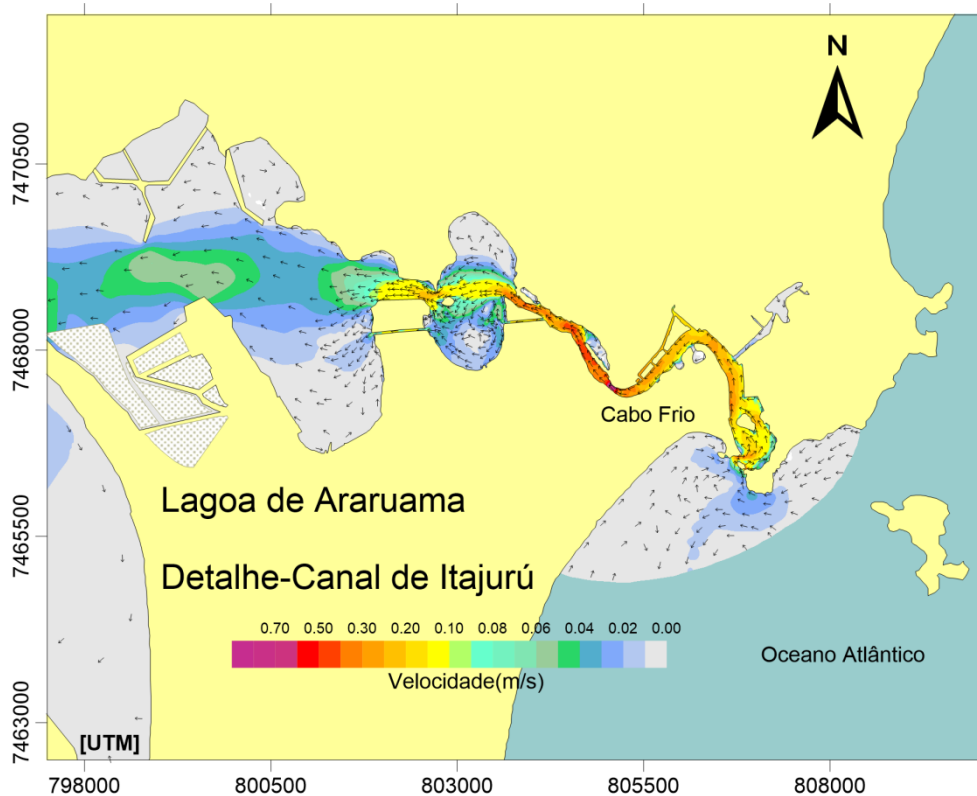 N
7470500
7468000
Cabo Frio
Lagoa de Araruama
7465500
Detalhe-Canal de Itajurú
0.70 0.50 0.30 0.20 0.10 0.08 0.06 0.04 0.02 0.00
Oceano Atlântico
Velocidade(m/s)
7463000
[UTM]
798000 800500 803000 805500 808000